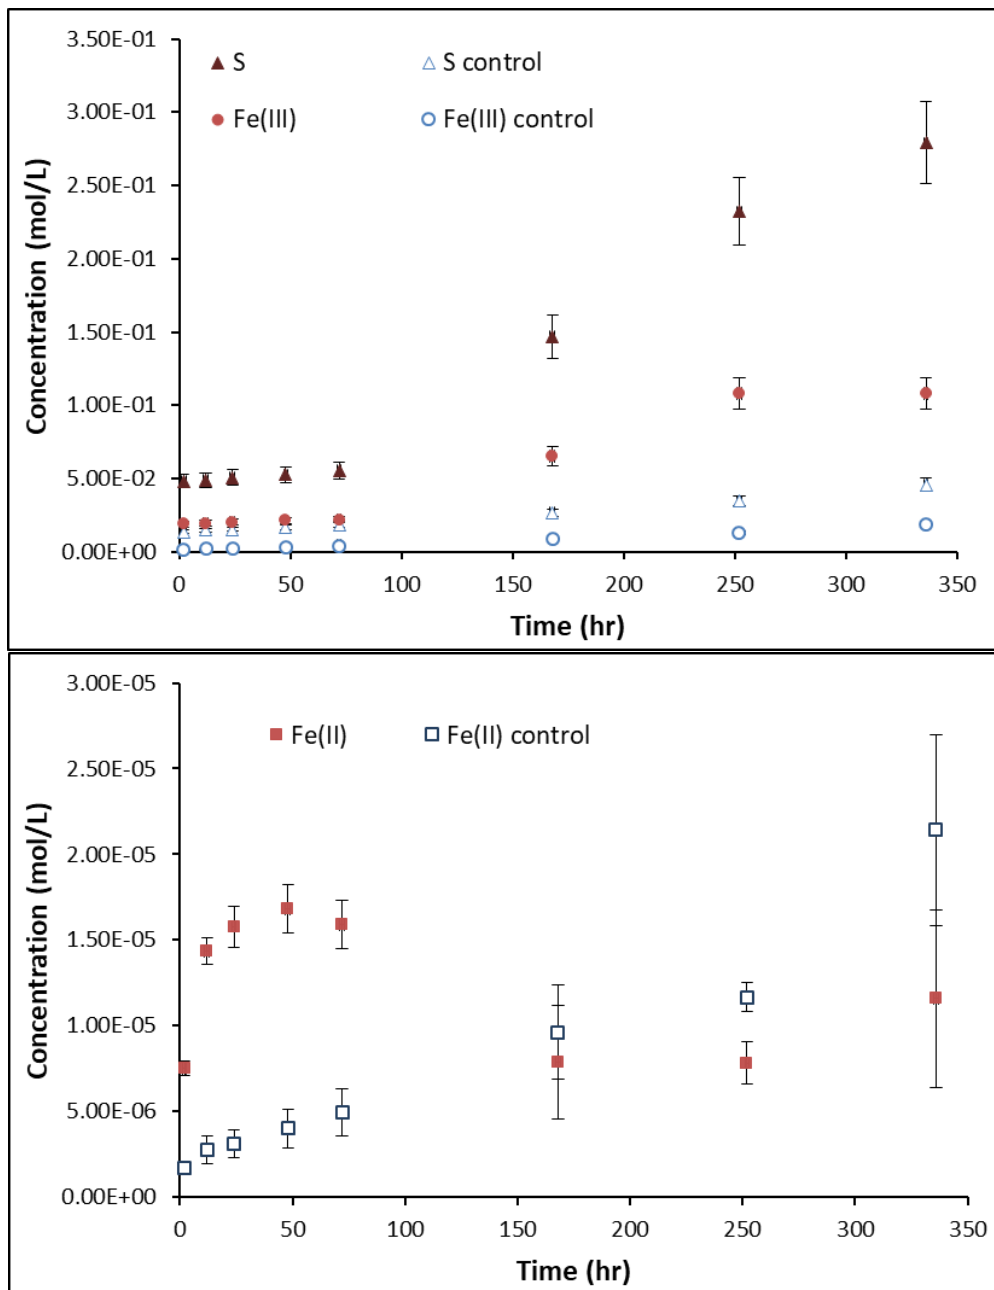 3.50E-01
S
S control
3.00E-01
Fe(III)
Fe(III) control
2.50E-01
2.00E-01
1.50E-01
1.00E-01
5.00E-02
0.00E+00
Concentration (mol/L)
0 50 100 150 200 250 300 350
Time (hr)
3.00E-05
Fe(II)
Fe(II) control
2.50E-05
2.00E-05
1.50E-05
1.00E-05
5.00E-06
0.00E+00
Concentration (mol/L)
0 50 100 150 200 250 300 350
Time (hr)